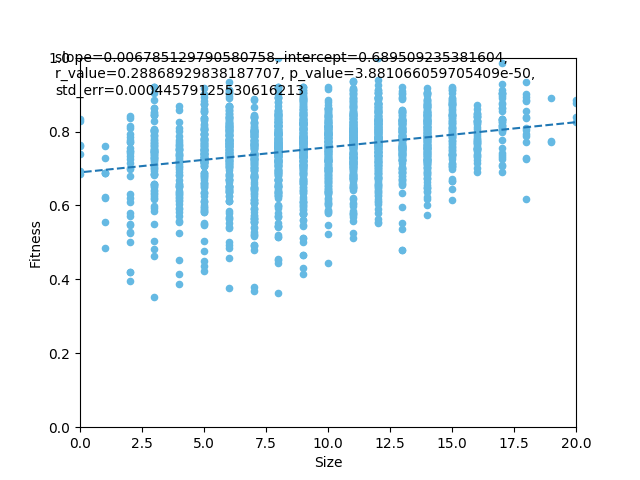 slope=0.006785129790580758, intercept=0.689509235381604,
r_value=0.28868929838187707, p_value=3.881066059705409e-50,
std_err=0.00044579125530616213
1.0
0.8
0.6
0.4
0.2
0.0
Fitness
0.0 2.5 5.0 7.5 10.0 12.5 15.0 17.5 20.0
Size